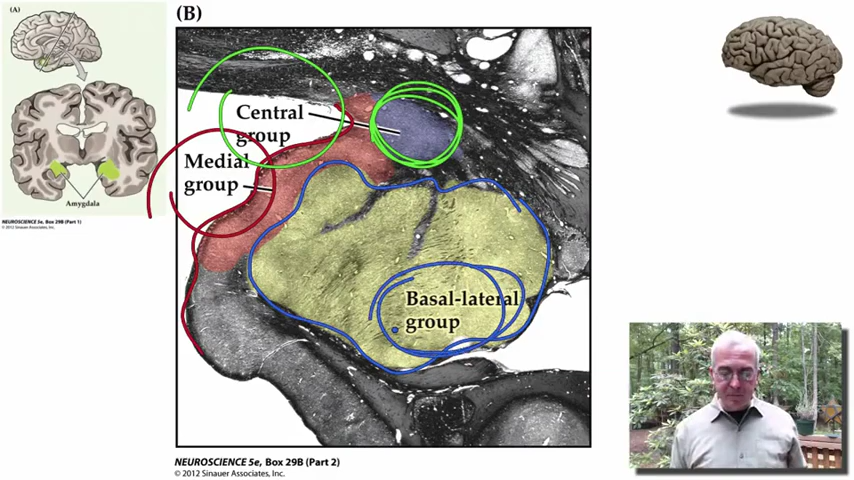 (A)
Amygdala
NEUROSCIENCE 5e, Box 29B (Part 1)
© 2012 Sinauer Associates, Inc.
(B)
Central
group
Medial
group
Basal-lateral
group
NEUROSCIENCE 5e, Box 29B (Part 2)
© 2012 Sinauer Associates, Inc.